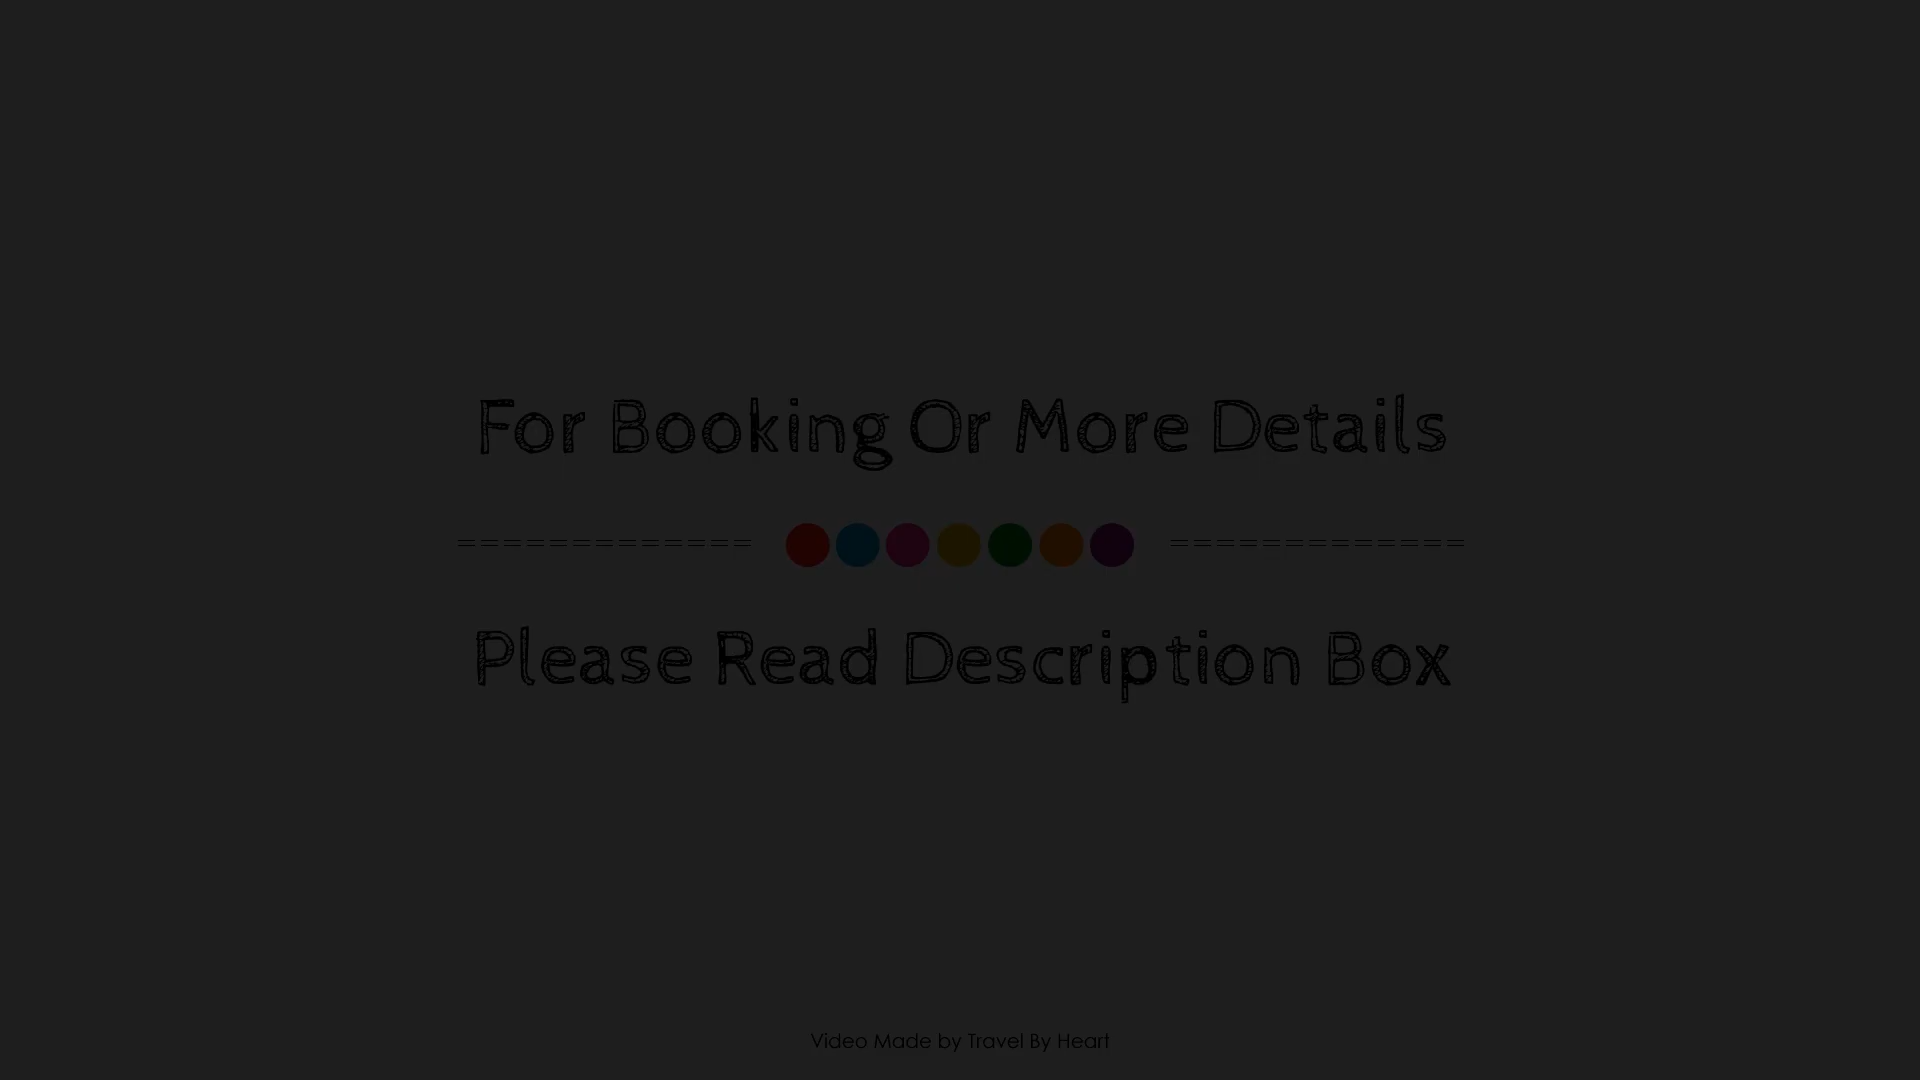 For Booking Or More Details
============= =============
Please Read Description Box
Video Made by Travel By Heart